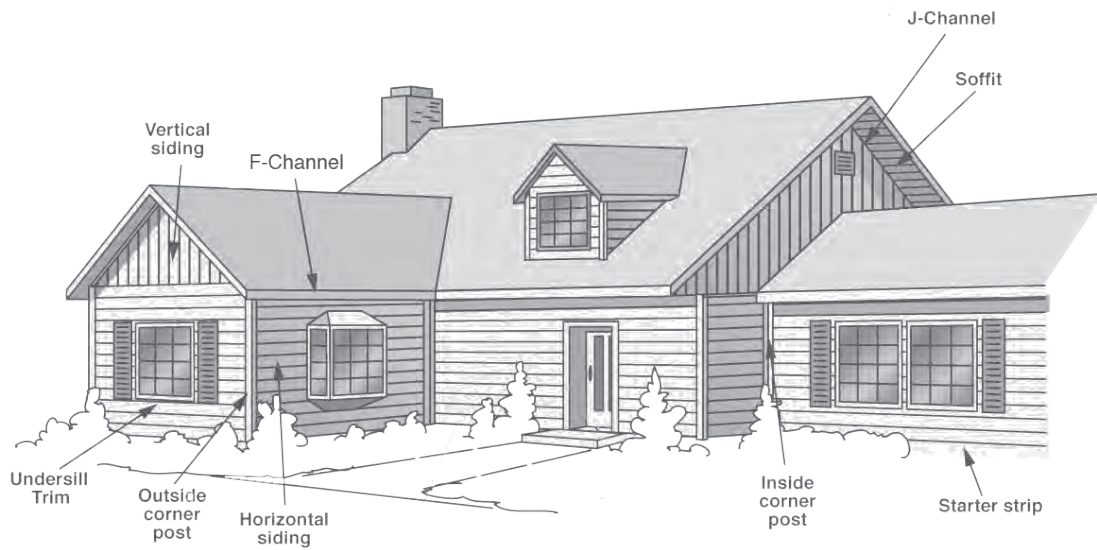 J-Channel
Soffit
Vertical
siding
F-Channel
Undersill
Trim
Outside
corner
post
Horizontal
siding
Inside
corner
post
Starter strip